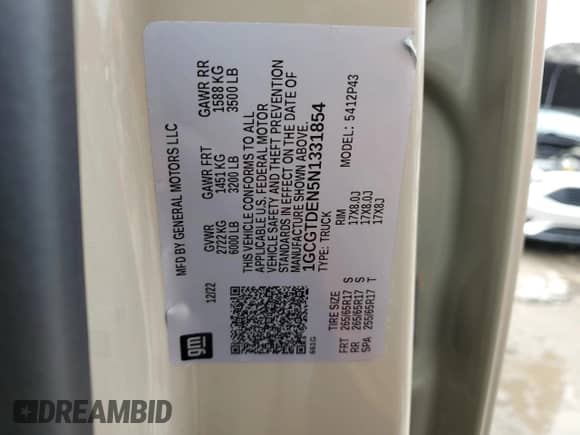 MFD BY GENERAL MOTORS LLC
gm
12/22
GVWR
2722KG
6000 LB
GAWR FRT
1451 KG
3200 LB
GAWR RR
1588 KG
3500 LB
THIS VEHICLE CONFORMS TO ALL
APPLICABLE U.S. FEDERAL MOTOR
VEHICLE SAFETY AND THEFT PREVENTION
STANDARDS IN EFFECT ON THE DATE OF
MANUFACTURE SHOWN ABOVE.
1GCGTDEN5N1331854
TYPE: TRUCK
MODEL: 5412P43
661G
TIRE SIZE RIM
FRT 265/65R17 S 17X8.0J
RR 265/65R17 S 17X8.0J
SPA 255/65R17 T 17X8J
DREAMBID